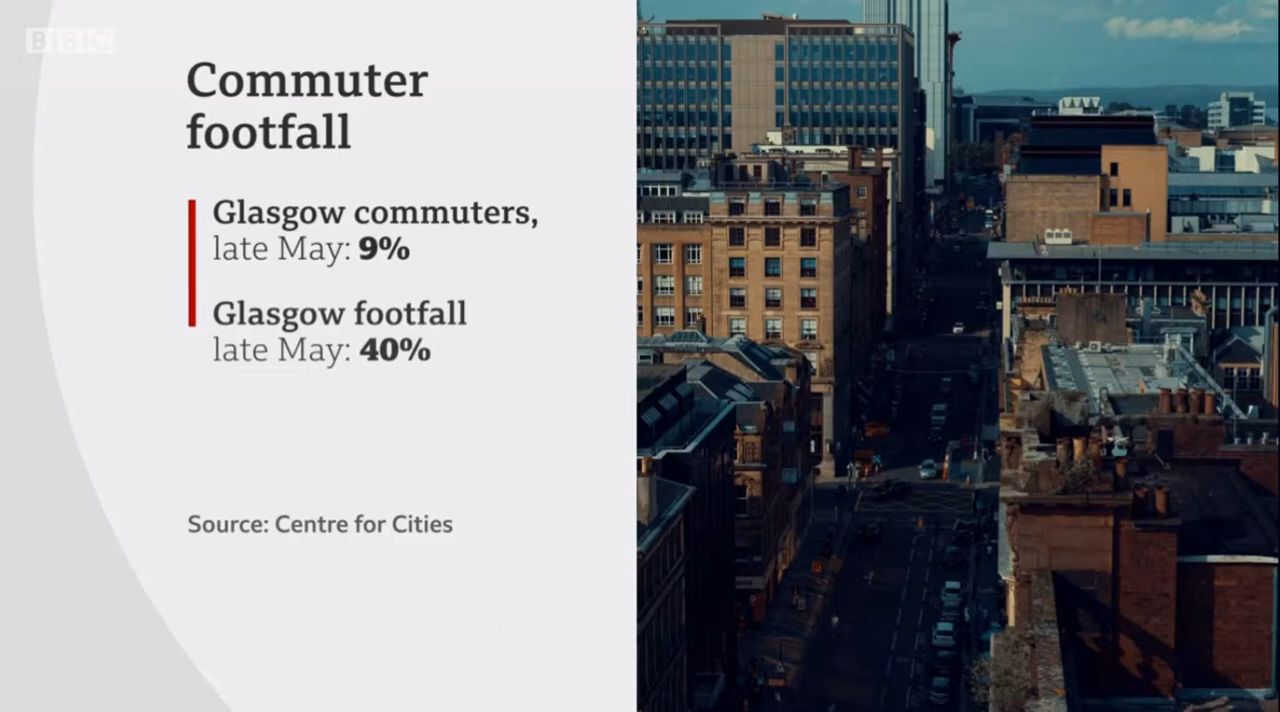 BBC
Commuter
footfall
Glasgow commuters,
late May: 9%
Glasgow footfall
late May: 40%
Source: Centre for Cities